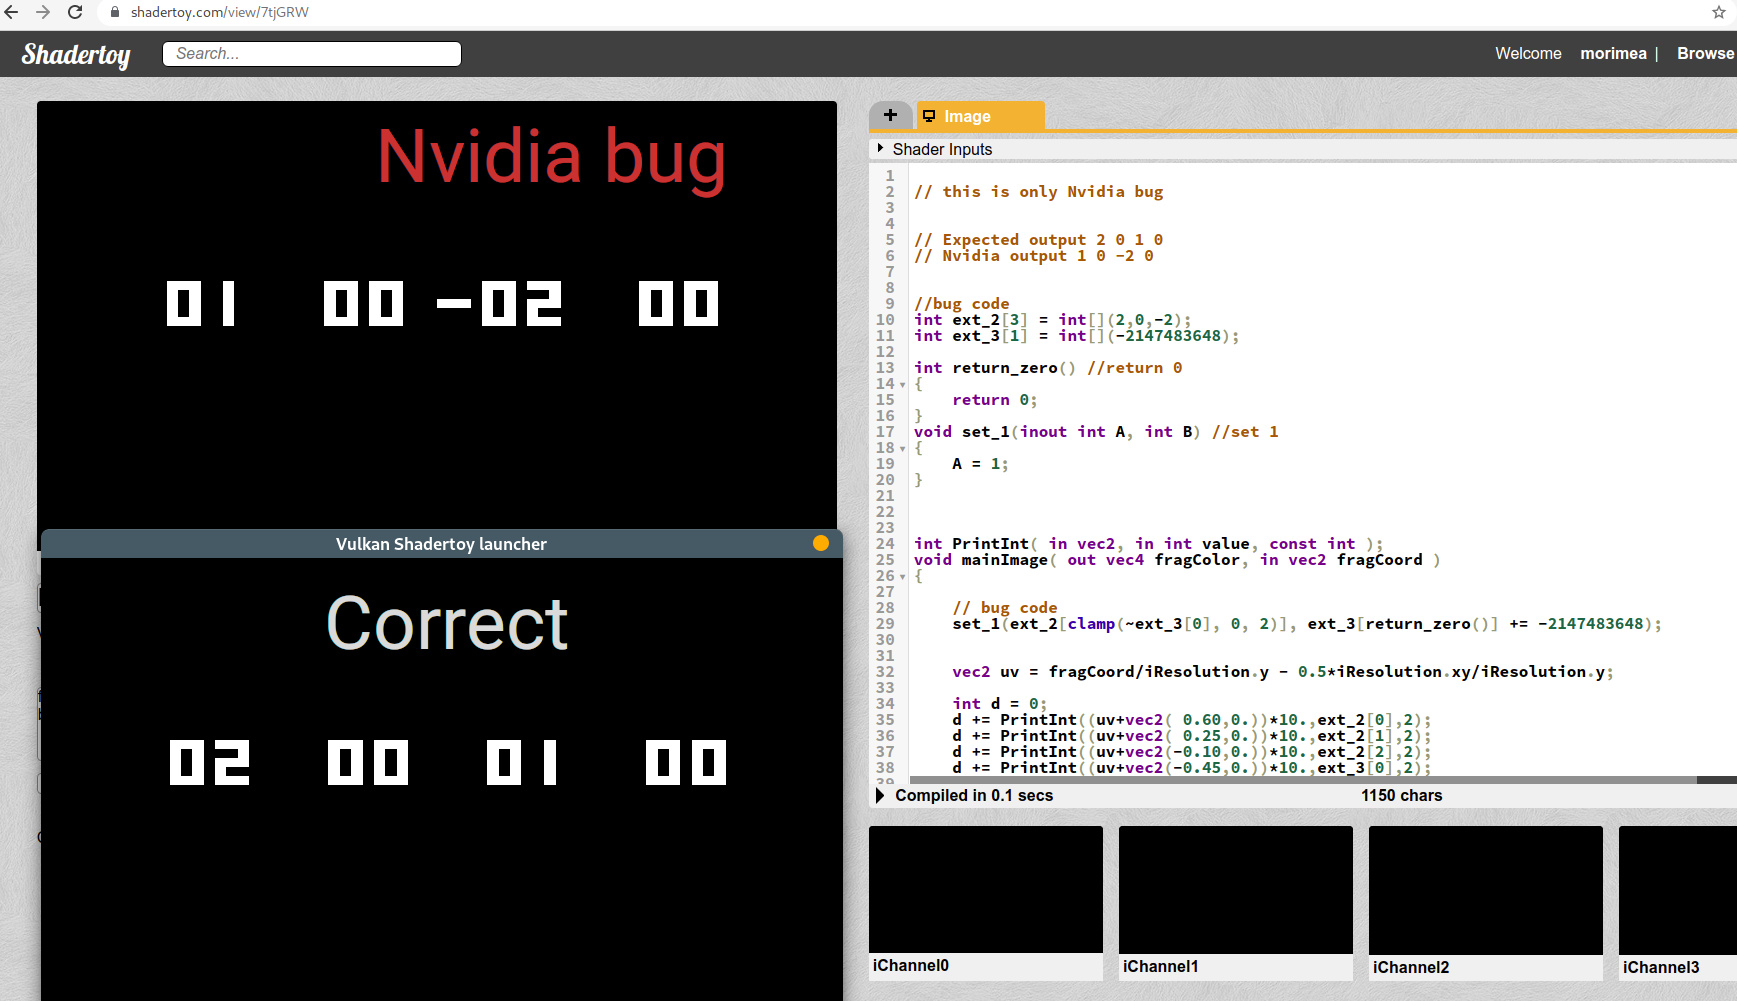 shadertoy.com/view/7tjGRW
Shadertoy
Search...
Welcome morimea | Browse
Nvidia bug
01 00 -02 00
Vulkan Shadertoy launcher
Correct
02 00 01 00
+ Image
Shader Inputs
1
2 // this is only Nvidia bug
3
4
5 // Expected output 2 0 1 0
6 // Nvidia output 1 0 -2 0
7
8
9 //bug code
10 int ext_2[3] = int[](2,0,-2);
11 int ext_3[1] = int[](-2147483648);
12
13 int return_zero() //return 0
14 {
15     return 0;
16 }
17 void set_1(inout int A, int B) //set 1
18 {
19     A = 1;
20 }
21
22
23
24 int PrintInt( in vec2, in int value, const int );
25 void mainImage( out vec4 fragColor, in vec2 fragCoord )
26 {
27
28     // bug code
29     set_1(ext_2[clamp(~ext_3[0], 0, 2)], ext_3[return_zero()] += -2147483648);
30
31
32     vec2 uv = fragCoord/iResolution.y - 0.5*iResolution.xy/iResolution.y;
33
34     int d = 0;
35     d += PrintInt((uv+vec2( 0.60,0.))*10.,ext_2[0],2);
36     d += PrintInt((uv+vec2( 0.25,0.))*10.,ext_2[1],2);
37     d += PrintInt((uv+vec2(-0.10,0.))*10.,ext_2[2],2);
38     d += PrintInt((uv+vec2(-0.45,0.))*10.,ext_3[0],2);
39
Compiled in 0.1 secs 1150 chars
iChannel0 iChannel1 iChannel2 iChannel3